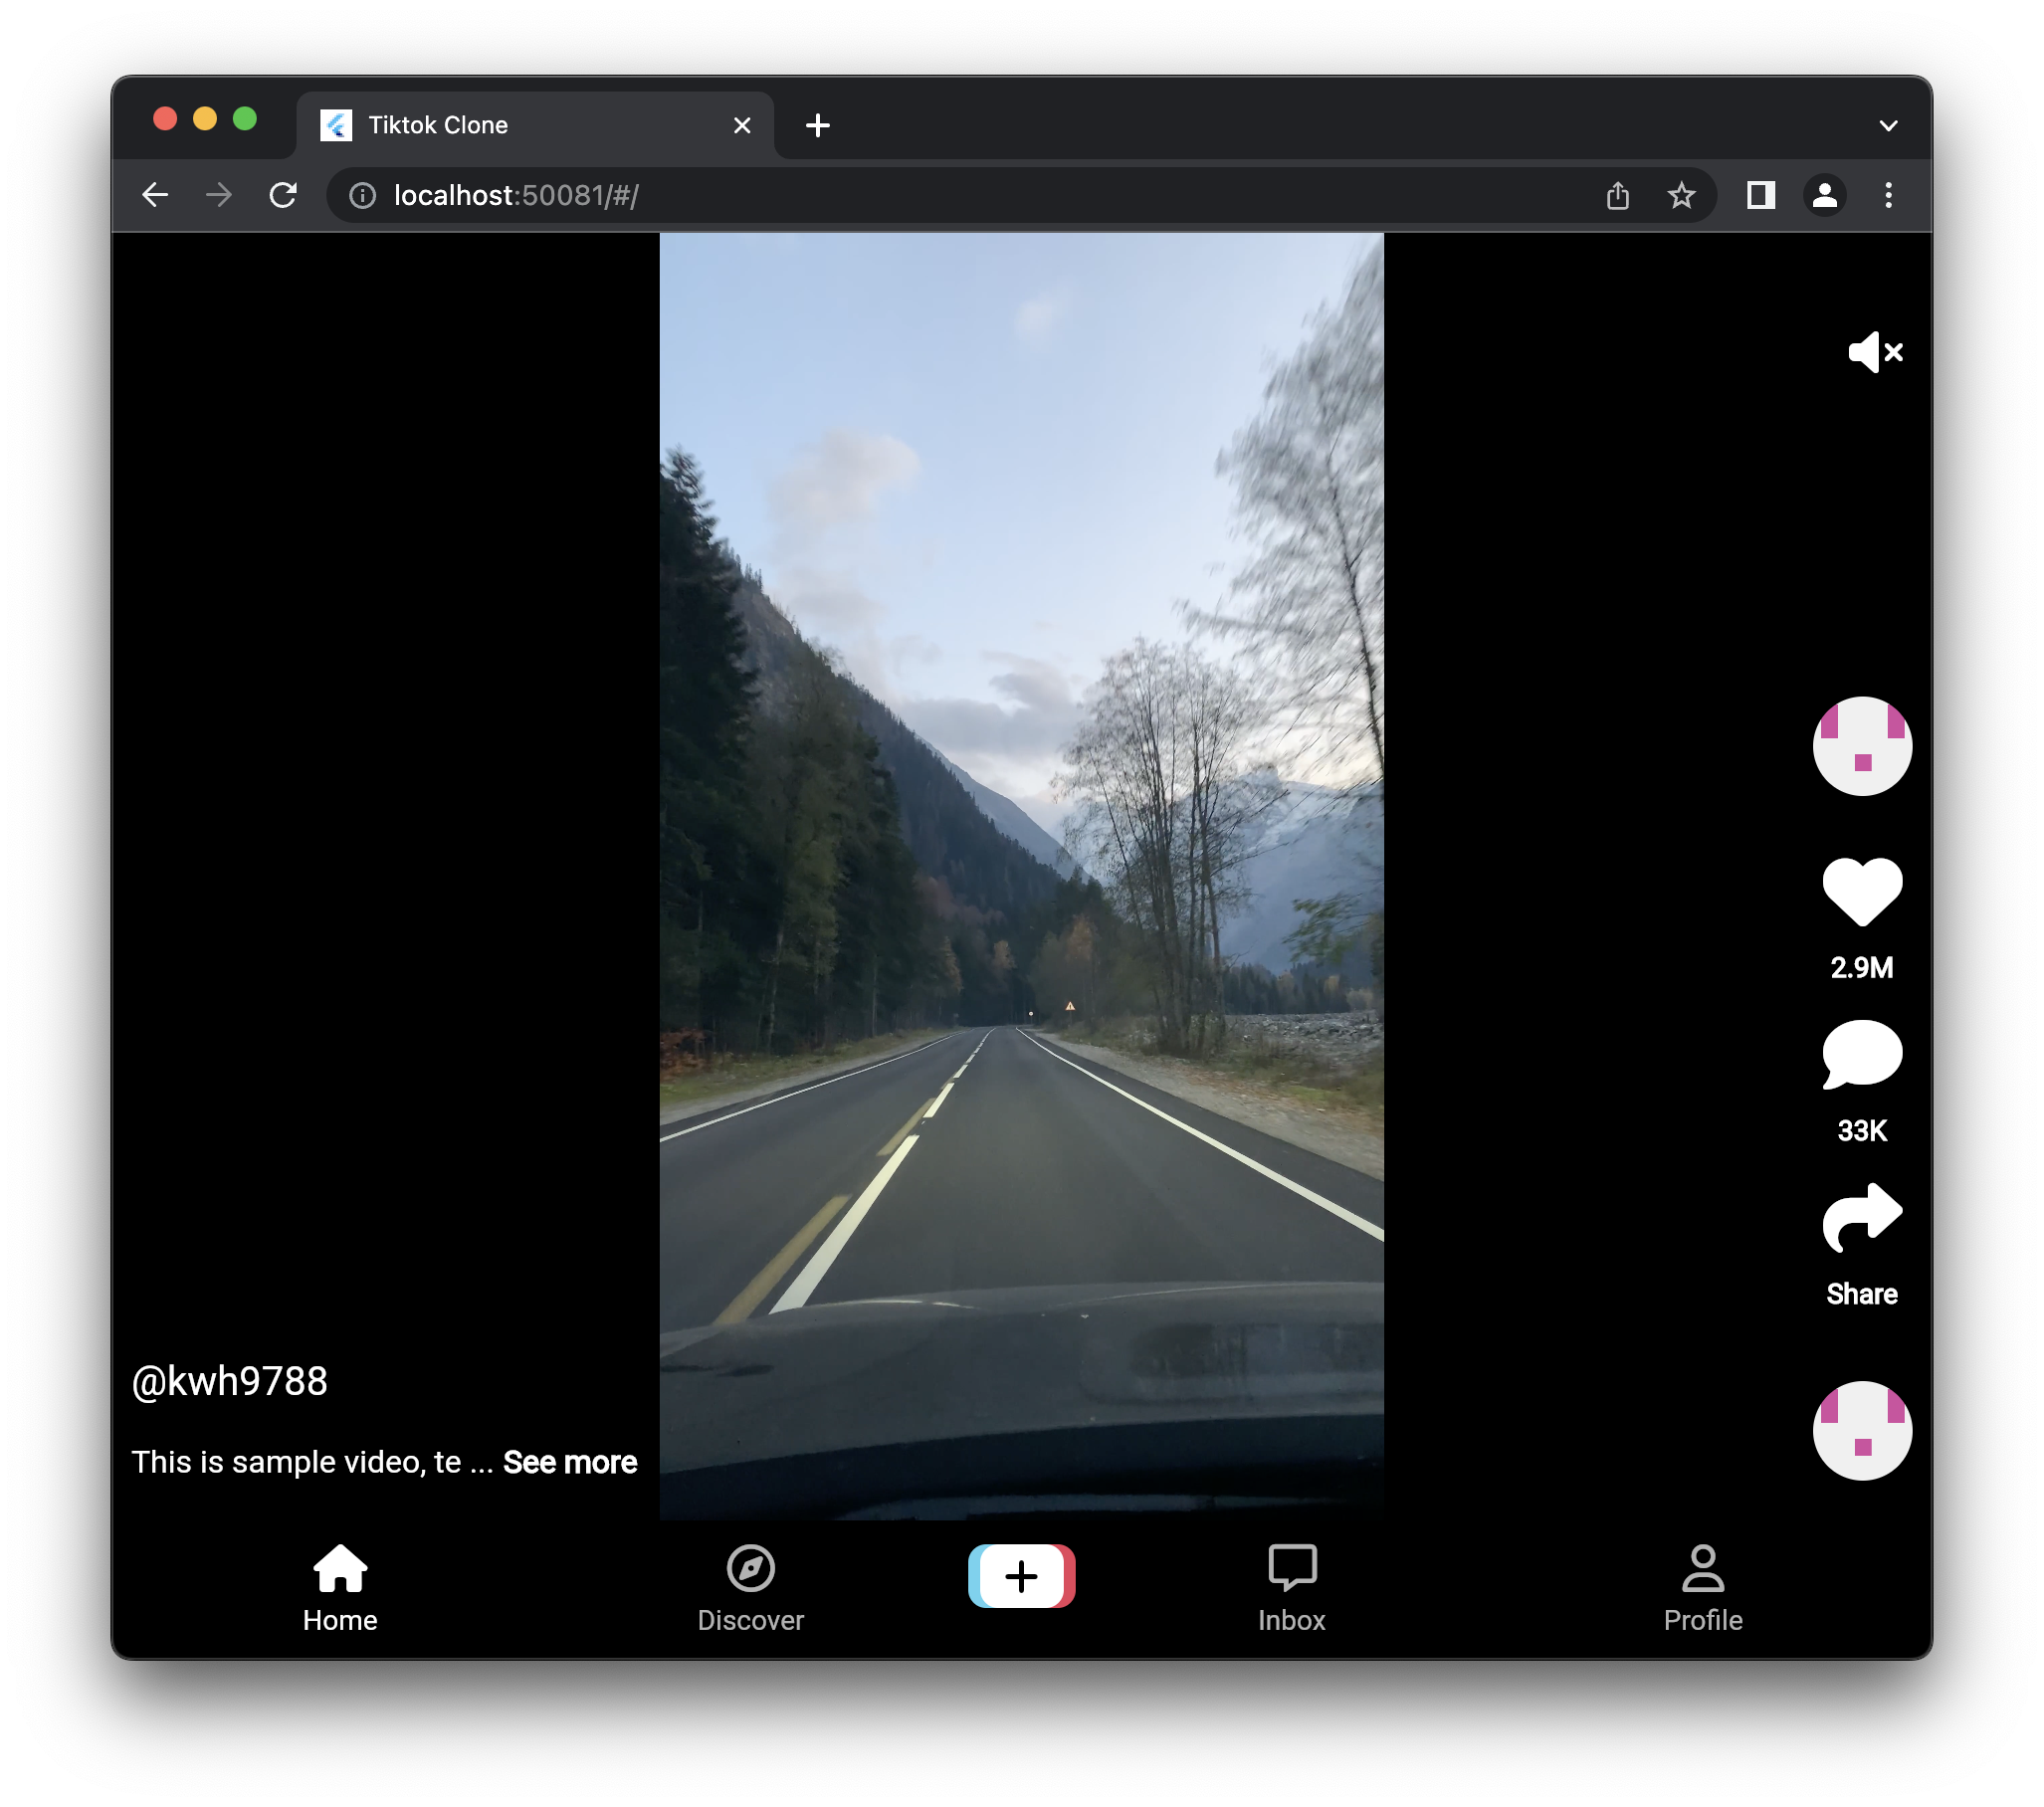 Tiktok Clone
localhost:50081/#/
2.9M
33K
Share
@kwh9788
This is sample video, te ... See more
Home
Discover
Inbox
Profile